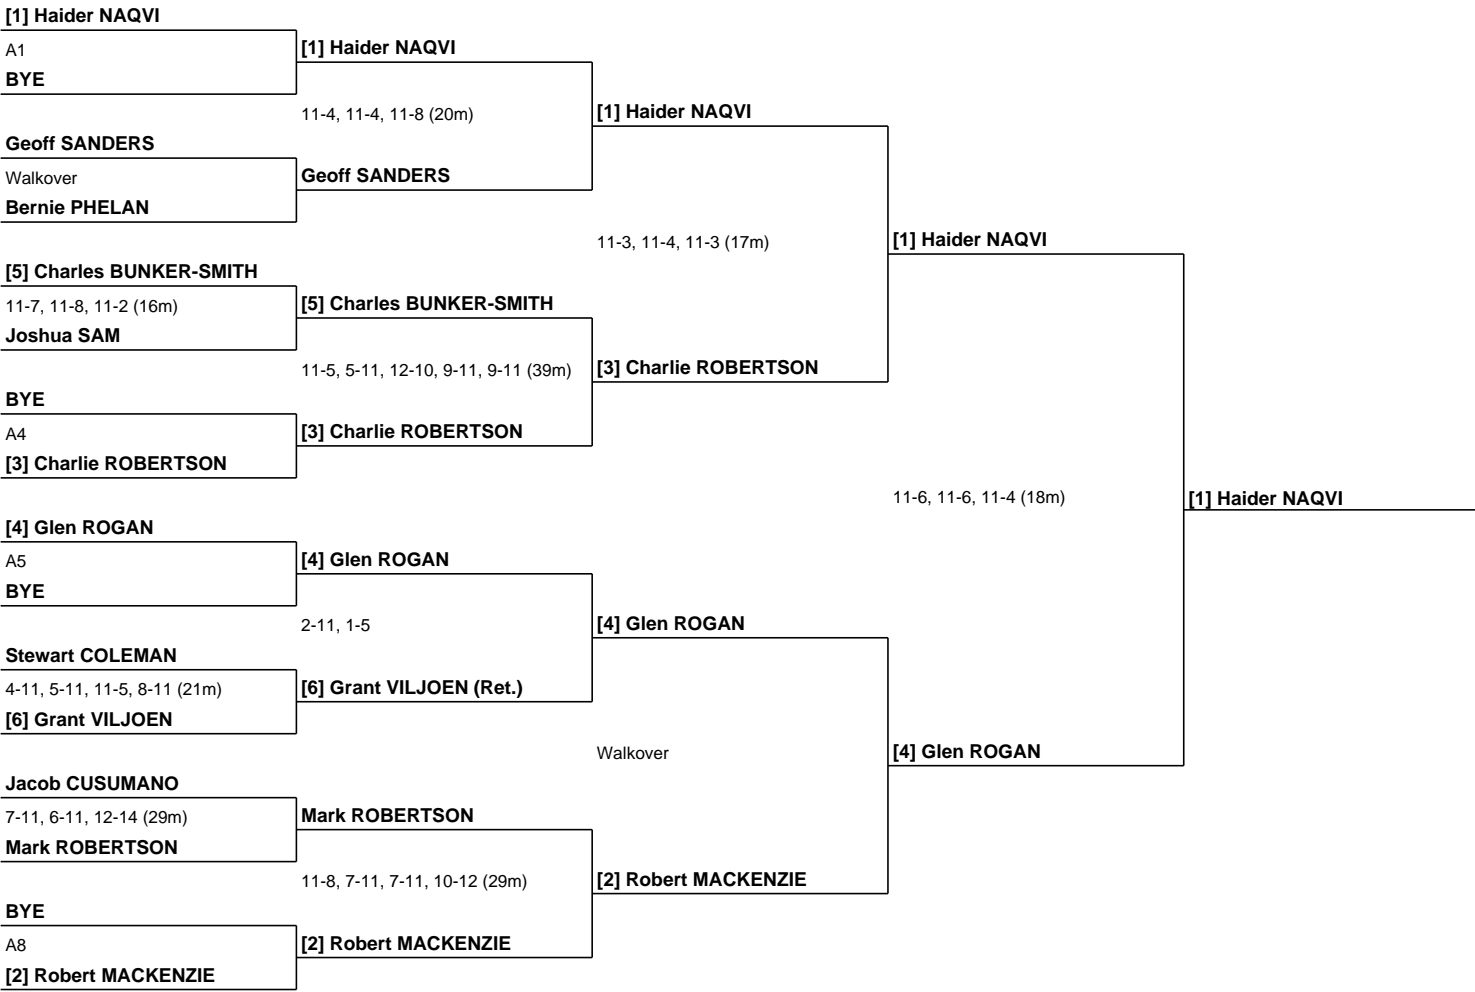 [1] Haider NAQVI
A1
BYE
Geoff SANDERS
Walkover
Bernie PHELAN
[5] Charles BUNKER-SMITH
11-7, 11-8, 11-2 (16m)
Joshua SAM
BYE
A4
[3] Charlie ROBERTSON
[4] Glen ROGAN
A5
BYE
Stewart COLEMAN
4-11, 5-11, 11-5, 8-11 (21m)
[6] Grant VILJOEN
Jacob CUSUMANO
7-11, 6-11, 12-14 (29m)
Mark ROBERTSON
BYE
A8
[2] Robert MACKENZIE
[1] Haider NAQVI
11-4, 11-4, 11-8 (20m)
Geoff SANDERS
[5] Charles BUNKER-SMITH
11-5, 5-11, 12-10, 9-11, 9-11 (39m)
[3] Charlie ROBERTSON
[4] Glen ROGAN
2-11, 1-5
[6] Grant VILJOEN (Ret.)
Mark ROBERTSON
11-8, 7-11, 7-11, 10-12 (29m)
[2] Robert MACKENZIE
[1] Haider NAQVI
11-3, 11-4, 11-3 (17m)
[3] Charlie ROBERTSON
[4] Glen ROGAN
Walkover
[2] Robert MACKENZIE
[1] Haider NAQVI
11-6, 11-6, 11-4 (18m)
[4] Glen ROGAN
[1] Haider NAQVI